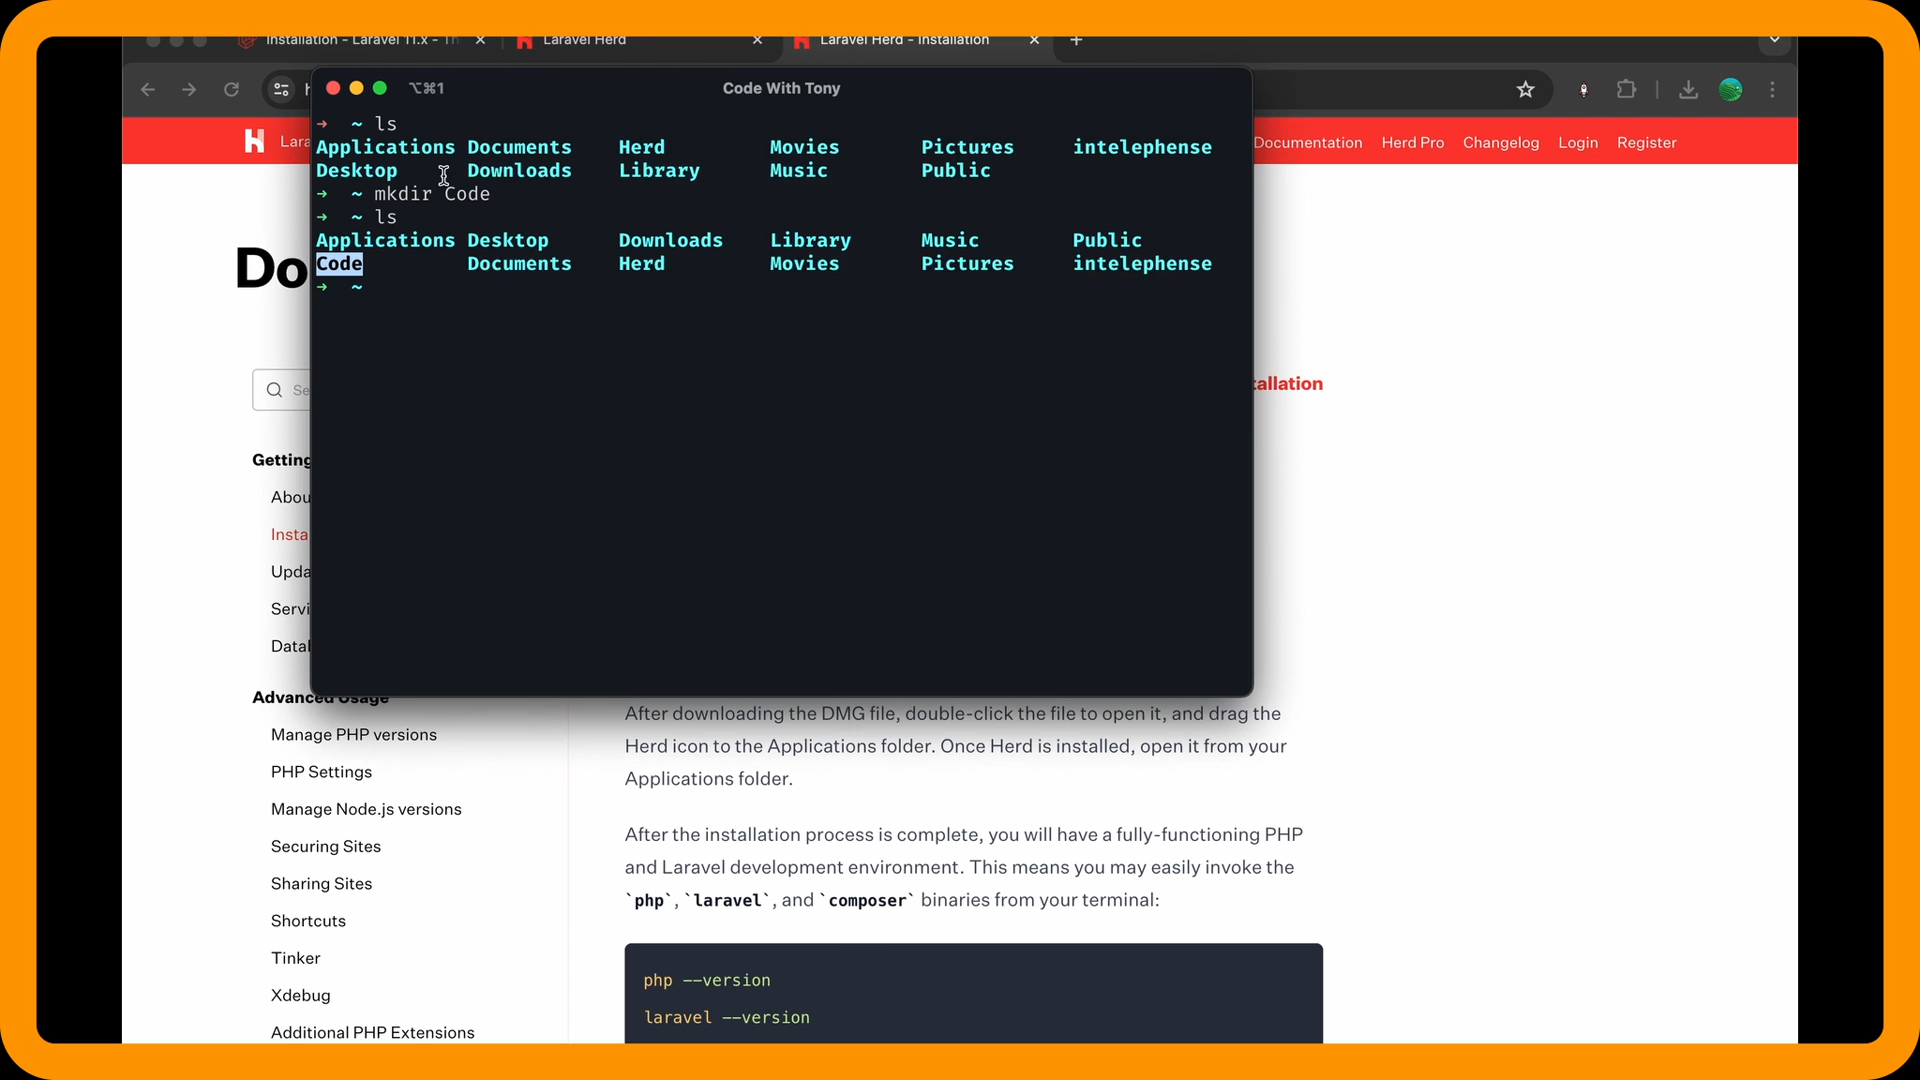 Installation - Laravel 11.x - Th
Laravel Herd
Laravel Herd - Installation
⌥⌘1
Code With Tony
→ ~ ls
Applications Documents Herd Movies Pictures intelephense
Desktop Downloads Library Music Public
→ ~ mkdir Code
→ ~ ls
Applications Desktop Downloads Library Music Public
Code Documents Herd Movies Pictures intelephense
→ ~
Lara
Documentation
Herd Pro
Changelog
Login
Register
Do
Se
tallation
Getting
Abou
Insta
Upda
Servi
Datal
Advanced Usage
Manage PHP versions
PHP Settings
Manage Node.js versions
Securing Sites
Sharing Sites
Shortcuts
Tinker
Xdebug
Additional PHP Extensions
After downloading the DMG file, double-click the file to open it, and drag the
Herd icon to the Applications folder. Once Herd is installed, open it from your
Applications folder.
After the installation process is complete, you will have a fully-functioning PHP
and Laravel development environment. This means you may easily invoke the
`php`, `laravel`, and `composer` binaries from your terminal:
php --version
laravel --version